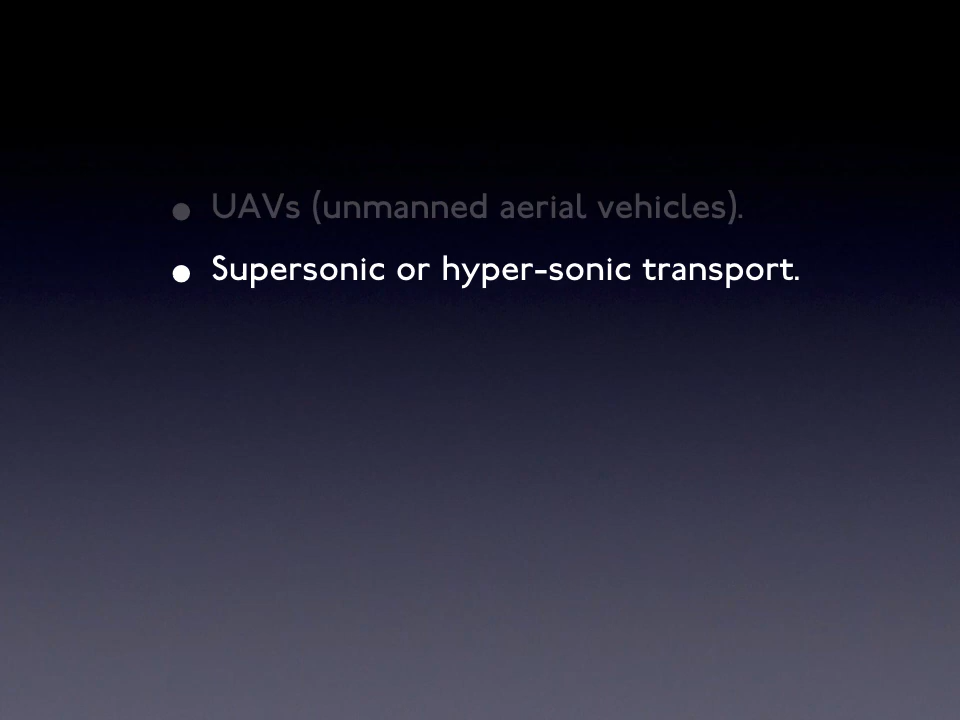 • UAVs (unmanned aerial vehicles).
• Supersonic or hyper-sonic transport.